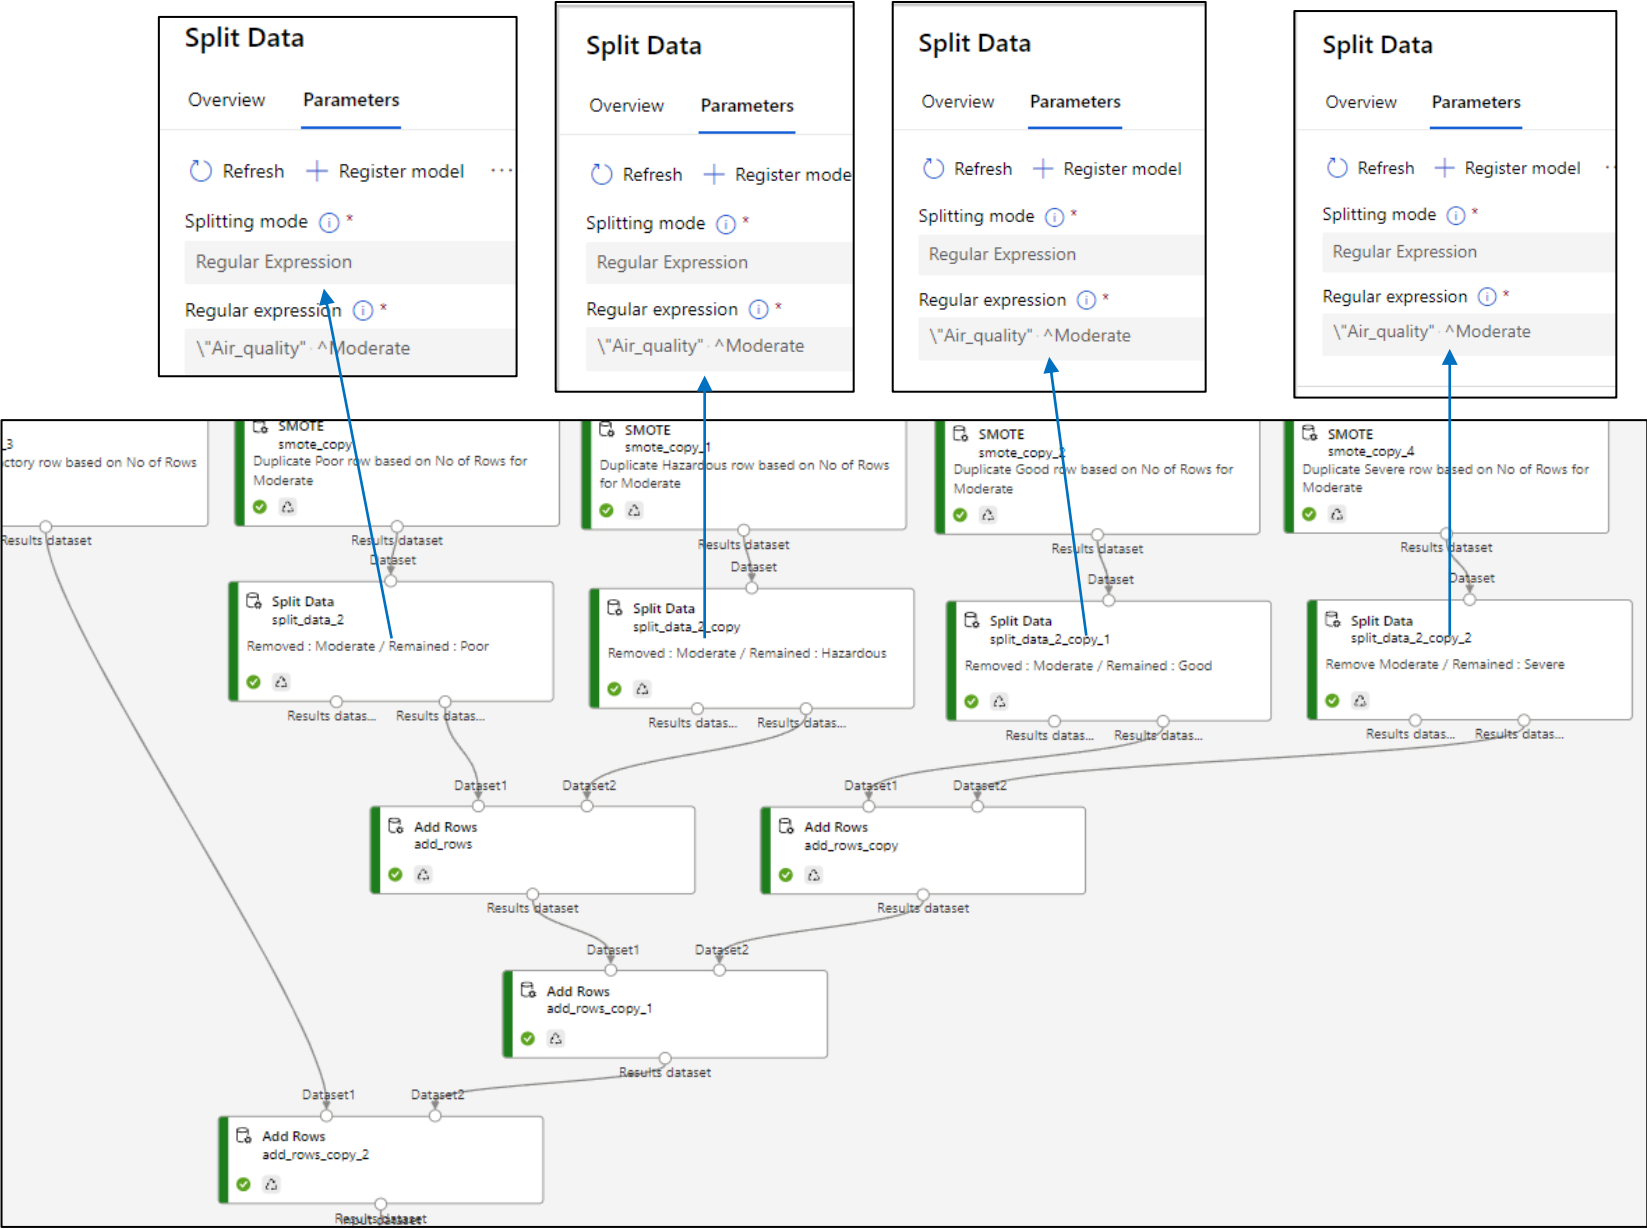 Split Data
Overview Parameters
Refresh Register model ...
Splitting mode *
Regular Expression
Regular expression *
\"Air_quality" ^Moderate
Split Data
Overview Parameters
Refresh Register mode
Splitting mode *
Regular Expression
Regular expression *
\"Air_quality" ^Moderate
Split Data
Overview Parameters
Refresh Register model
Splitting mode *
Regular Expression
Regular expression *
\"Air_quality" ^Moderate
Split Data
Overview Parameters
Refresh Register model
Splitting mode *
Regular Expression
Regular expression *
\"Air_quality" ^Moderate
_3
ctory row based on No of Rows
Results dataset
SMOTE
smote_copy
Duplicate Poor row based on No of Rows for
Moderate
Results dataset
SMOTE
smote_copy_1
Duplicate Hazardous row based on No of Rows
for Moderate
Results dataset
SMOTE
smote_copy_2
Duplicate Good row based on No of Rows for
Moderate
Results dataset
SMOTE
smote_copy_4
Duplicate Severe row based on No of Rows for
Moderate
Results dataset
Dataset
Split Data
split_data_2
Removed : Moderate / Remained : Poor
Results datas... Results datas...
Dataset
Split Data
split_data_2_copy
Removed : Moderate / Remained : Hazardous
Results datas... Results datas...
Dataset
Split Data
split_data_2_copy_1
Removed : Moderate / Remained : Good
Results datas... Results datas...
Dataset
Split Data
split_data_2_copy_2
Remove Moderate / Remained : Severe
Results datas... Results datas...
Dataset1 Dataset2
Add Rows
add_rows
Results dataset
Dataset1 Dataset2
Add Rows
add_rows_copy
Results dataset
Dataset1 Dataset2
Add Rows
add_rows_copy_1
Results dataset
Dataset1 Dataset2
Add Rows
add_rows_copy_2
Results dataset